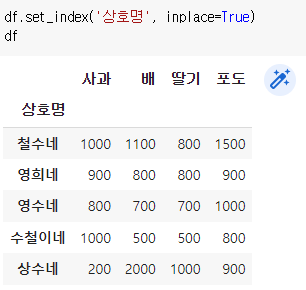 df.set_index('상호명', inplace=True)
df
사과 배 딸기 포도
상호명
철수네 1000 1100 800 1500
영희네 900 800 800 900
영수네 800 700 700 1000
수철이네 1000 500 500 800
상수네 200 2000 1000 900